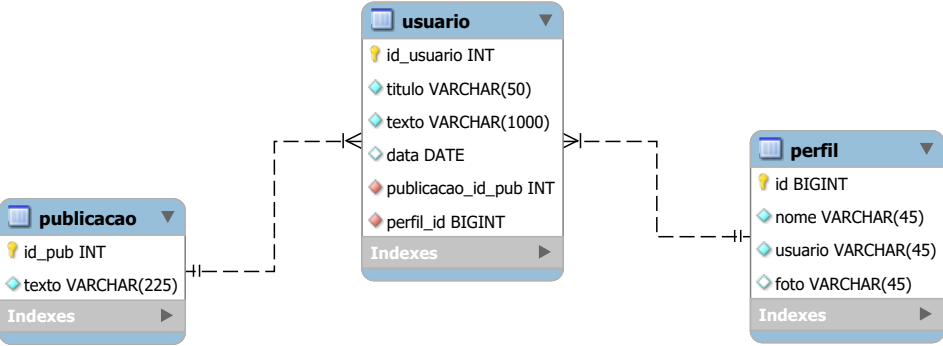 usuario
id_usuario INT
titulo VARCHAR(50)
texto VARCHAR(1000)
data DATE
publicacao_id_pub INT
perfil_id BIGINT
Indexes
publicacao
id_pub INT
texto VARCHAR(225)
Indexes
perfil
id BIGINT
nome VARCHAR(45)
usuario VARCHAR(45)
foto VARCHAR(45)
Indexes